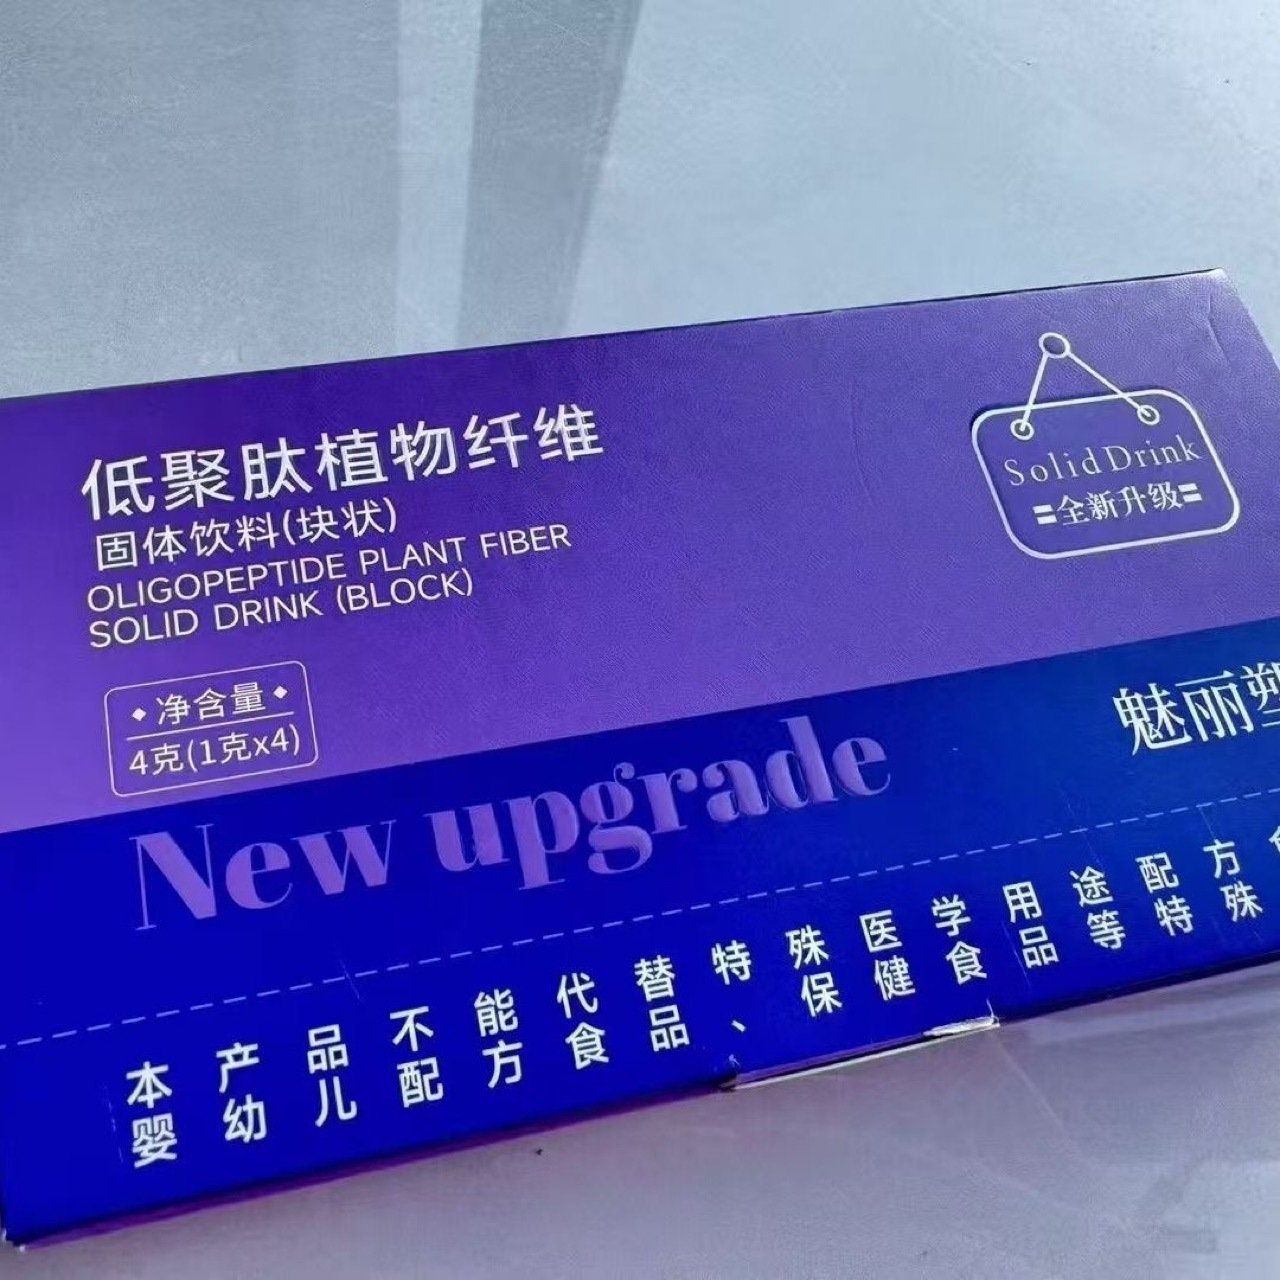 低聚肽植物纤维
固体饮料(块状)
OLIGOPEPTIDE PLANT FIBER
SOLID DRINK (BLOCK)
净含量
4克(1克x4)
Solid Drink
=全新升级=
New upgrade
魅丽塑
本产品不能代替特殊医学用途配方
婴幼儿配方食品、保健食品等特殊